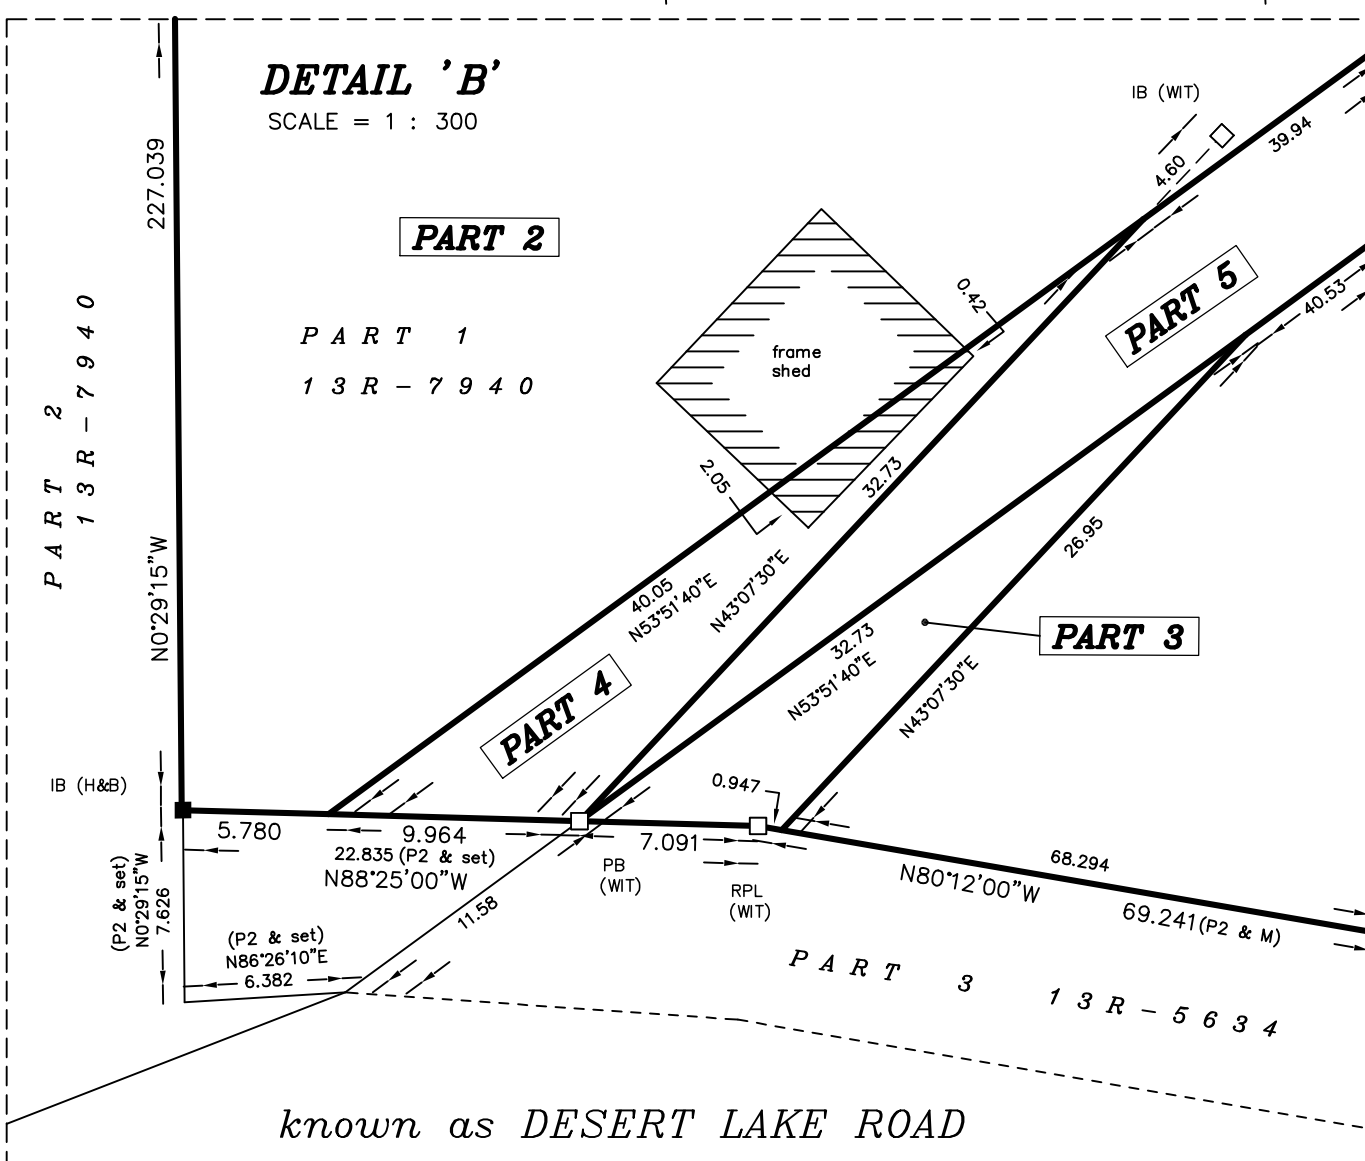 DETAIL 'B'
SCALE = 1 : 300
IB (WIT)
39.94
4.60
227.039
PART 2
PART 5
0.42
40.53
PART 1
13R-7940
PART 2
13R-7940
frame
shed
2.05
32.73
26.95
N0°29'15"W
40.05
N53°51'40"E
N43°07'30"E
32.73
N53°51'40"E
PART 3
N43°07'30"E
PART 4
IB (H&B)
0.947
5.780
9.964
7.091
22.835 (P2 & set)
N88°25'00"W
PB
(WIT)
RPL
(WIT)
68.294
N80°12'00"W
69.241 (P2 & M)
(P2 & set)
N0°29'15"W
7.626
11.58
(P2 & set)
N86°26'10"E
6.382
PART 3 13R-5634
known as DESERT LAKE ROAD